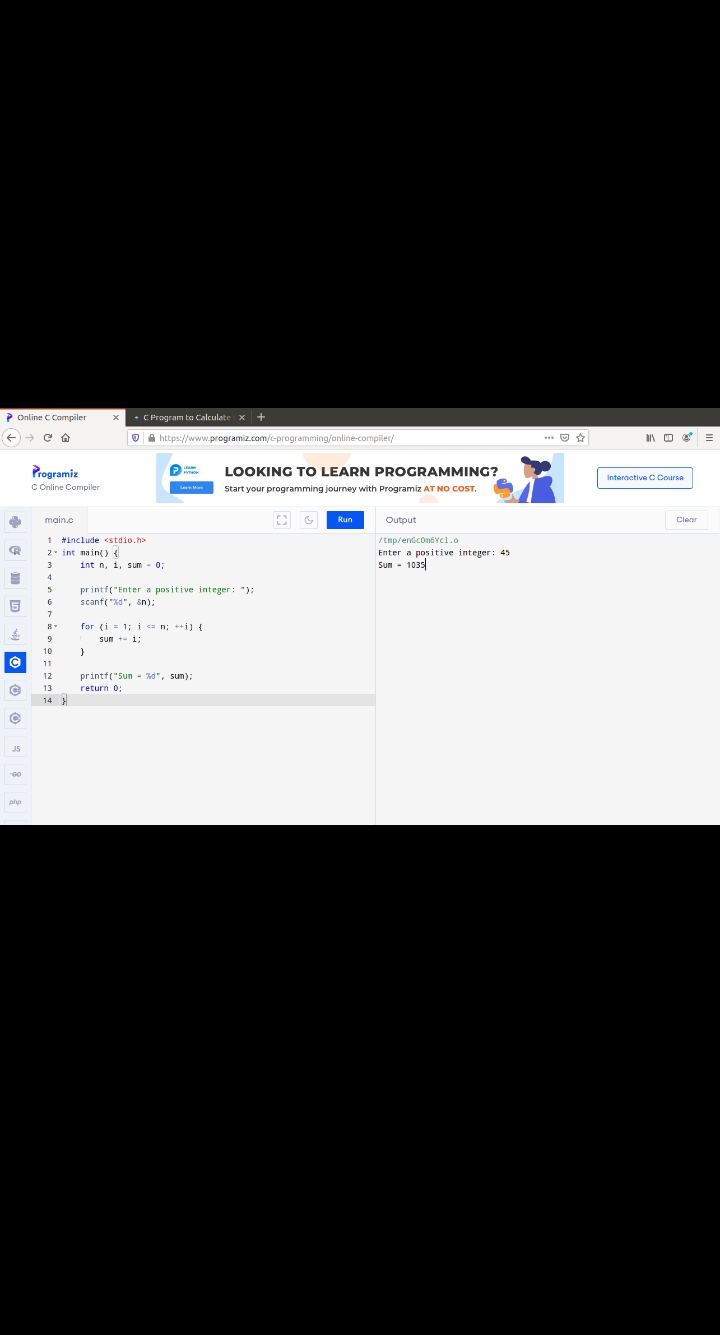 Online C Compiler
C Program to Calculate
https://www.programiz.com/c-programming/online-compiler/
Programiz
C Online Compiler
LEARN
PYTHON
Learn More
LOOKING TO LEARN PROGRAMMING?
Start your programming journey with Programiz AT NO COST.
Interactive C Course
main.c
Run
Output
Clear
1 #include <stdio.h>
2 int main() {
3 int n, i, sum = 0;
4
5 printf("Enter a positive integer: ");
6 scanf("%d", &n);
7
8 for (i = 1; i <= n; ++i) {
9 sum += i;
10 }
11
12 printf("Sum = %d", sum);
13 return 0;
14 }
/tmp/enGc0m6Ycl.o
Enter a positive integer: 45
Sum = 1035
JS
GO
php